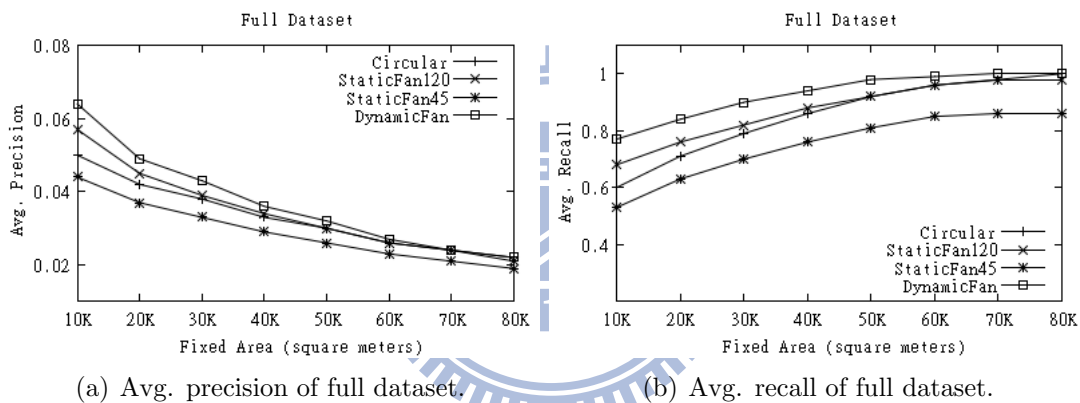 Full Dataset
0.08
0.06
0.04
0.02
Avg. Precision
Circular
StaticFan120
StaticFan45
DynamicFan
10K 20K 30K 40K 50K 60K 70K 80K
Fixed Area (square meters)
(a) Avg. precision of full dataset.
Full Dataset
1
0.8
0.6
0.4
Avg. Recall
Circular
StaticFan120
StaticFan45
DynamicFan
10K 20K 30K 40K 50K 60K 70K 80K
Fixed Area (square meters)
(b) Avg. recall of full dataset.